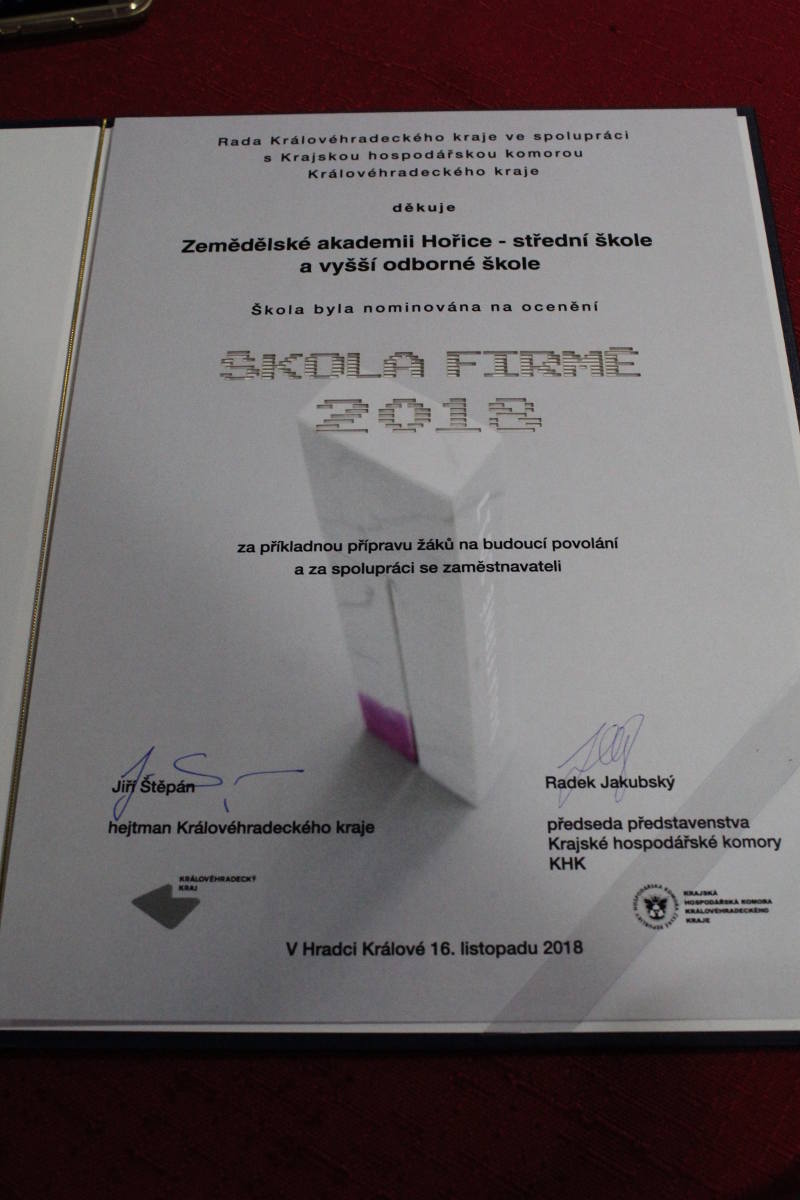 Rada Královéhradeckého kraje ve spolupráci
s Krajskou hospodářskou komorou
Královéhradeckého kraje
děkuje
Zemědělské akademii Hořice - střední škole
a vyšší odborné škole
Škola byla nominována na ocenění
ŠKOLA FIRMĚ
2018
za příkladnou přípravu žáků na budoucí povolání
a za spolupráci se zaměstnavateli
Jiří Štěpán
hejtman Královéhradeckého kraje
Radek Jakubský
předseda představenstva
Krajské hospodářské komory
KHK
KRÁLOVÉHRADECKÝ
KRAJ
KRAJSKÁ
HOSPODÁŘSKÁ KOMORA
KRÁLOVÉHRADECKÉHO
KRAJE
V Hradci Králové 16. listopadu 2018